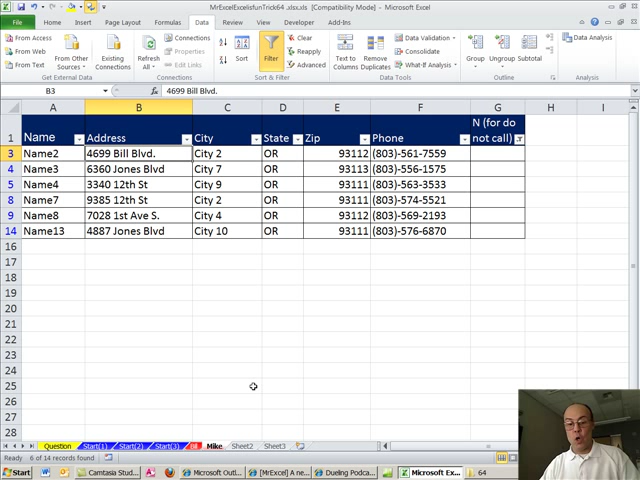 MrExcelExcelisfunTrick64 .xlsx.xls [Compatibility Mode] - Microsoft Excel
File Home Insert Page Layout Formulas Data Review View Developer Add-Ins
From Access
From Web
From Text
From Other Sources
Existing Connections
Get External Data
Refresh All
Connections
Properties
Edit Links
Connections
Sort
Filter
Clear
Reapply
Advanced
Sort & Filter
Text to Columns
Remove Duplicates
Data Validation
Consolidate
What-If Analysis
Data Tools
Group
Ungroup
Subtotal
Outline
Analysis
B3 fx 4699 Bill Blvd.
A B C D E F G H I
1 Name Address City State Zip Phone N (for do not call)
3 Name2 4699 Bill Blvd. City 2 OR 93112 (803)-561-7559
4 Name3 6360 Jones Blvd City 7 OR 93113 (803)-556-1575
5 Name4 3340 12th St City 9 OR 93111 (803)-563-3533
8 Name7 9385 12th St City 2 OR 93111 (803)-574-5521
9 Name8 7028 1st Ave S. City 4 OR 93112 (803)-569-2193
14 Name13 4887 Jones Blvd City 10 OR 93111 (803)-576-6870
16
17
18
19
20
21
22
23
24
25
26
27
28
Question Start(1) Start(2) Start(3) Bill Mike Sheet2 Sheet3
Ready 6 of 14 records found
Start Camtasia Stud... Microsoft Outl... [MrExcel] A ne... Dueling Podca... Microsoft Ex... 64